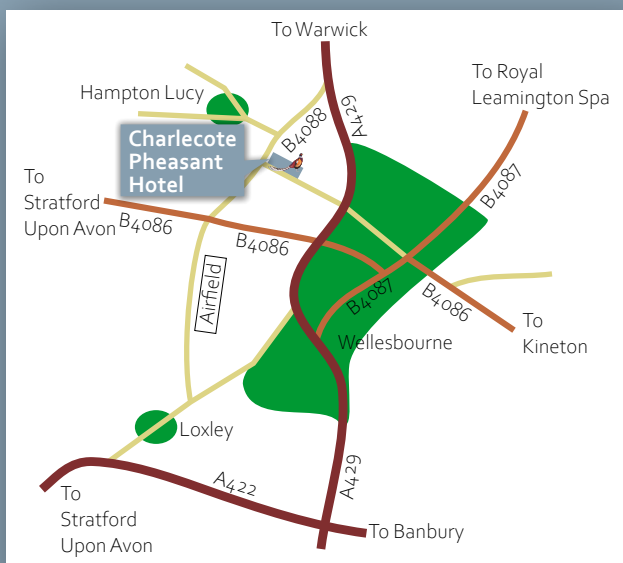 To Warwick
To Royal
Leamington Spa
Hampton Lucy
B4088
A429
Charlecote
Pheasant
Hotel
B4087
To
Stratford
Upon Avon
B4086
B4086
Airfield
B4087
B4086
Wellesbourne
To
Kineton
Loxley
A429
A422
To
Stratford
Upon Avon
To Banbury